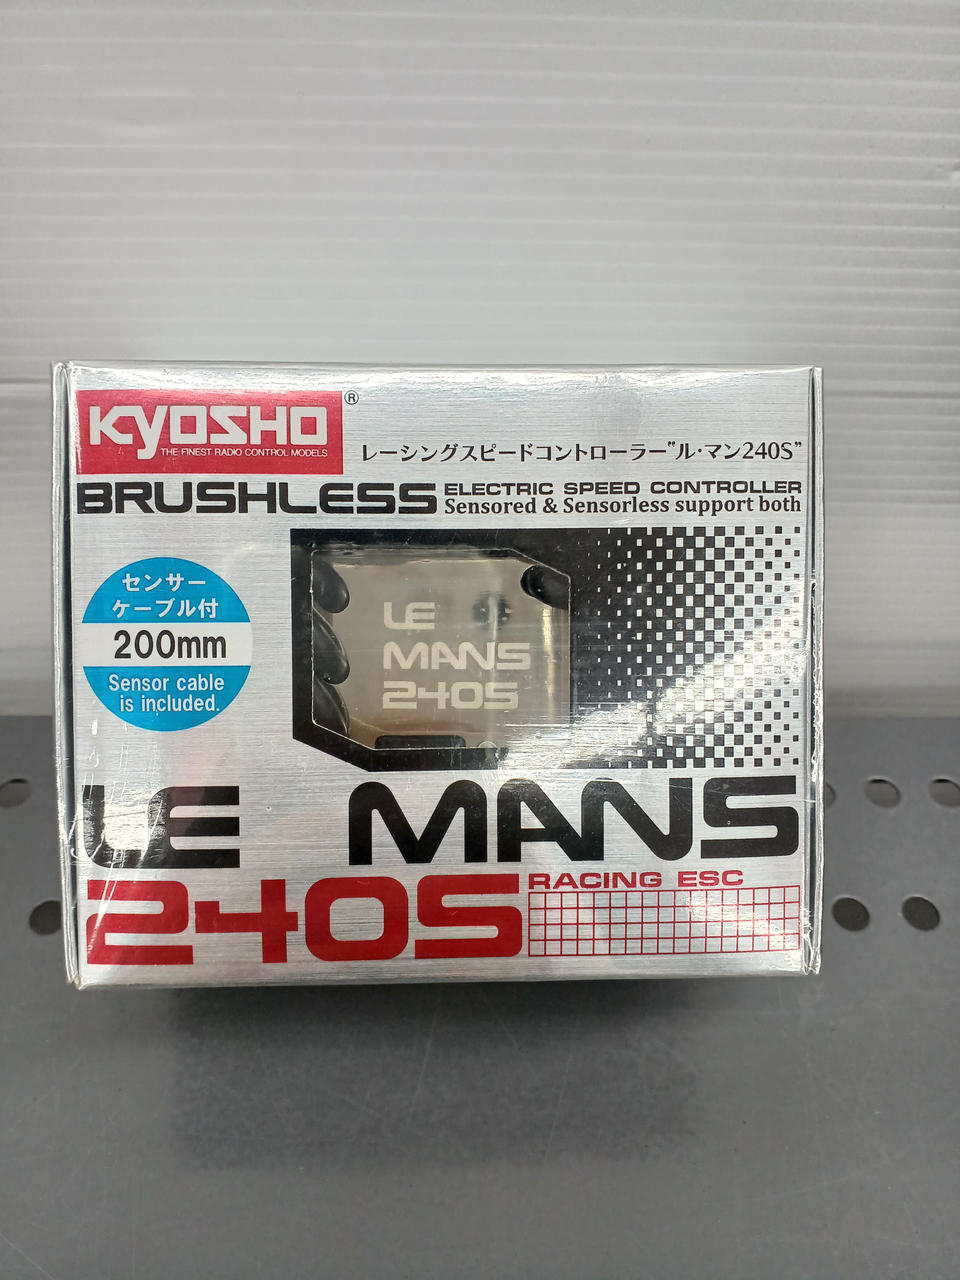 KYOSHO
®
THE FINEST RADIO CONTROL MODELS
レーシングスピードコントローラー"ル・マン240S"
BRUSHLESS
ELECTRIC SPEED CONTROLLER
Sensored & Sensorless support both
センサー
ケーブル付
200mm
Sensor cable
is included.
LE
MANS
240S
LE MANS
240S
RACING ESC